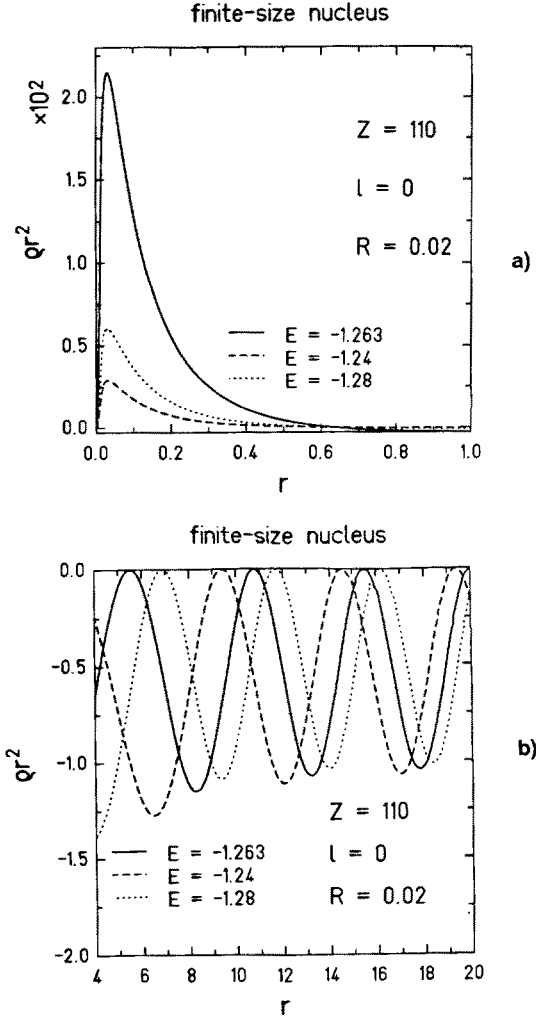 finite-size nucleus
×10²
2.0
1.5
1.0
0.5
0.0
ϱr²
Z = 110
l = 0
R = 0.02
E = -1.263
E = -1.24
E = -1.28
0.0 0.2 0.4 0.6 0.8 1.0
r
a)
finite-size nucleus
0.0
-0.5
-1.0
-1.5
-2.0
ϱr²
Z = 110
l = 0
R = 0.02
E = -1.263
E = -1.24
E = -1.28
4 6 8 10 12 14 16 18 20
r
b)